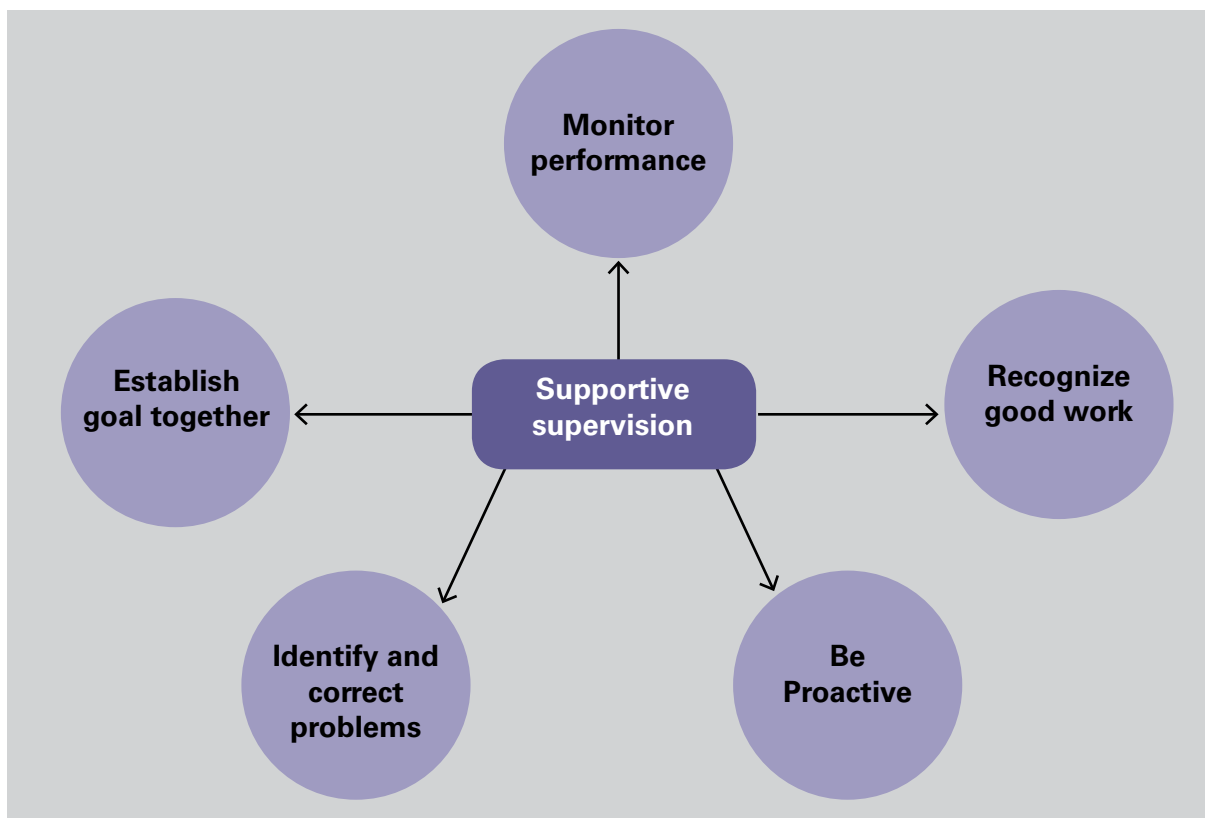 Monitor
performance
Establish
goal together
Supportive
supervision
Recognize
good work
Identify and
correct
problems
Be
Proactive